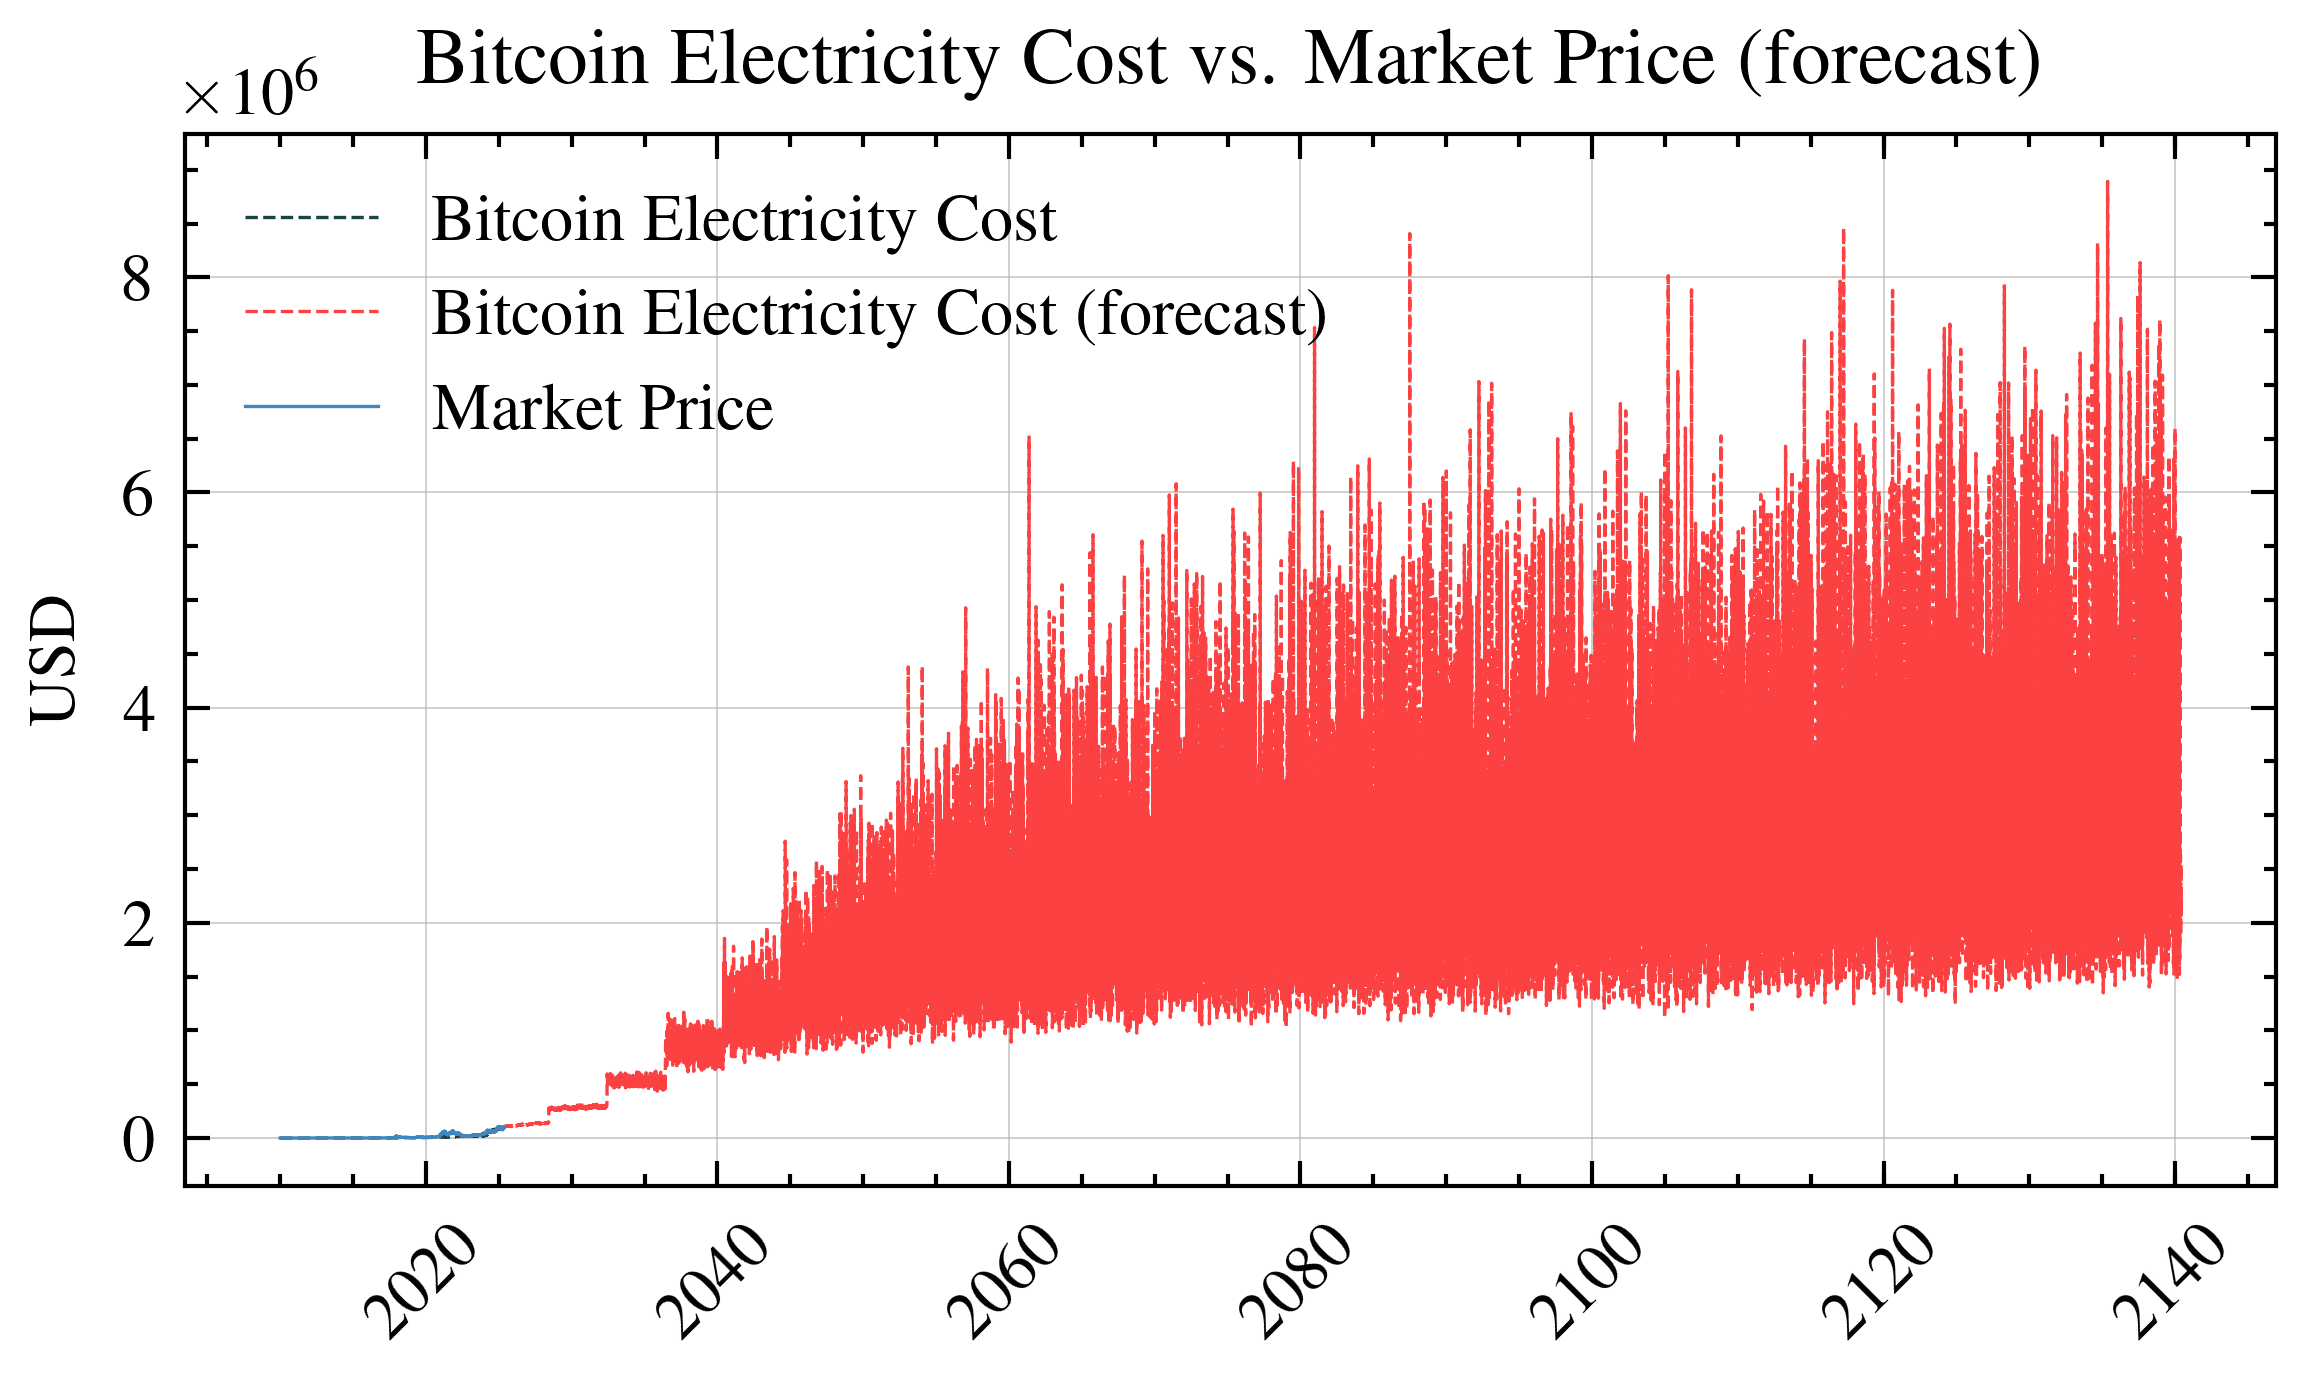 Bitcoin Electricity Cost vs. Market Price (forecast)
×10⁶
Bitcoin Electricity Cost
Bitcoin Electricity Cost (forecast)
Market Price
8
6
4
2
0
USD
2020
2040
2060
2080
2100
2120
2140